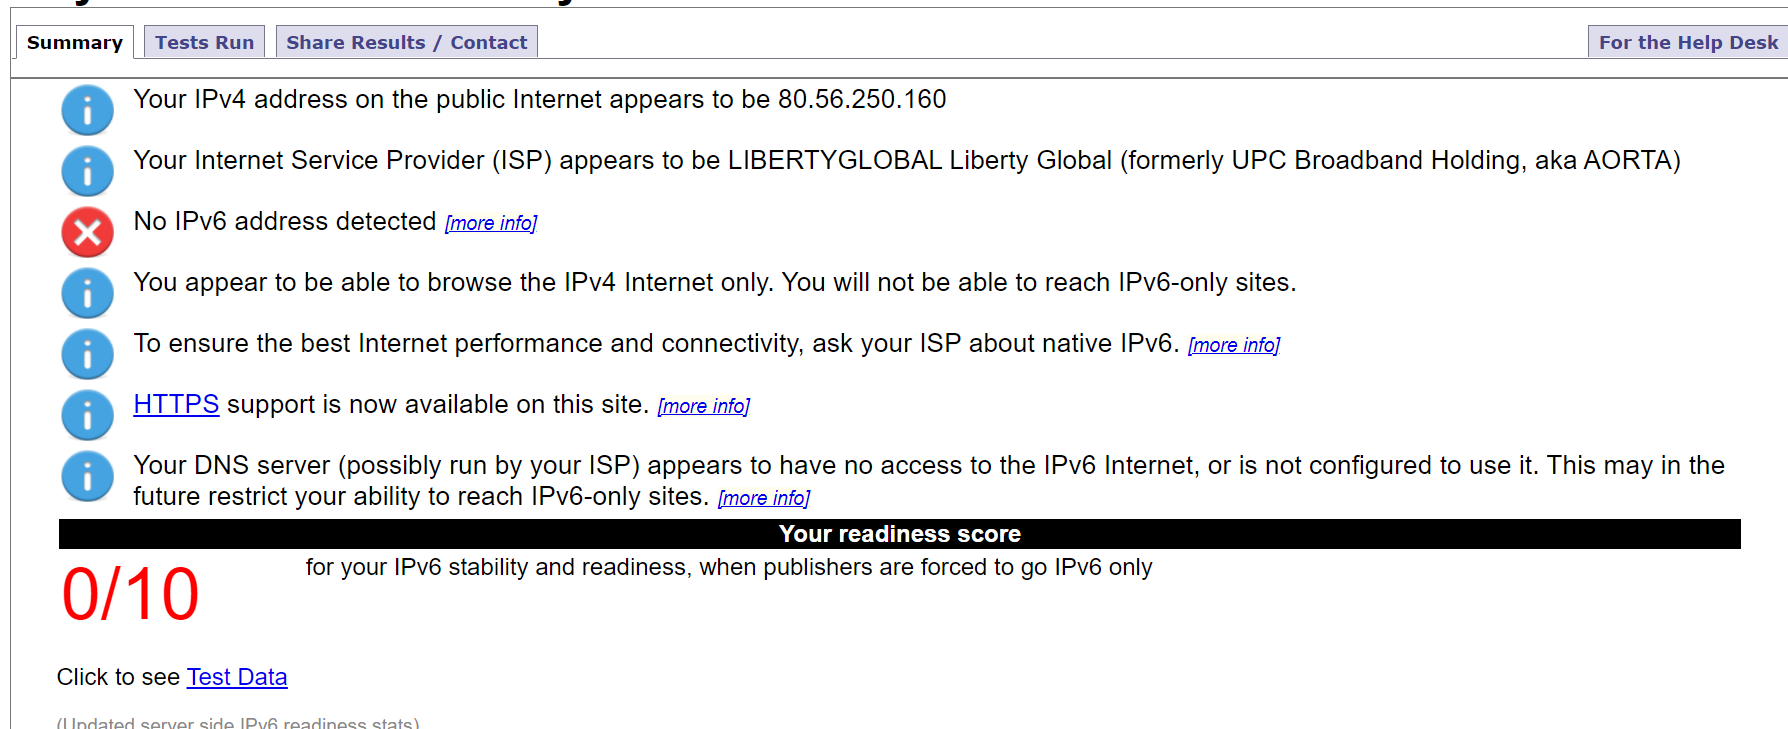 Summary
Tests Run
Share Results / Contact
For the Help Desk
Your IPv4 address on the public Internet appears to be 80.56.250.160
Your Internet Service Provider (ISP) appears to be LIBERTYGLOBAL Liberty Global (formerly UPC Broadband Holding, aka AORTA)
No IPv6 address detected [more info]
You appear to be able to browse the IPv4 Internet only. You will not be able to reach IPv6-only sites.
To ensure the best Internet performance and connectivity, ask your ISP about native IPv6. [more info]
HTTPS support is now available on this site. [more info]
Your DNS server (possibly run by your ISP) appears to have no access to the IPv6 Internet, or is not configured to use it. This may in the
future restrict your ability to reach IPv6-only sites. [more info]
Your readiness score
0/10
for your IPv6 stability and readiness, when publishers are forced to go IPv6 only
Click to see Test Data
(Updated server side IPv6 readiness stats)